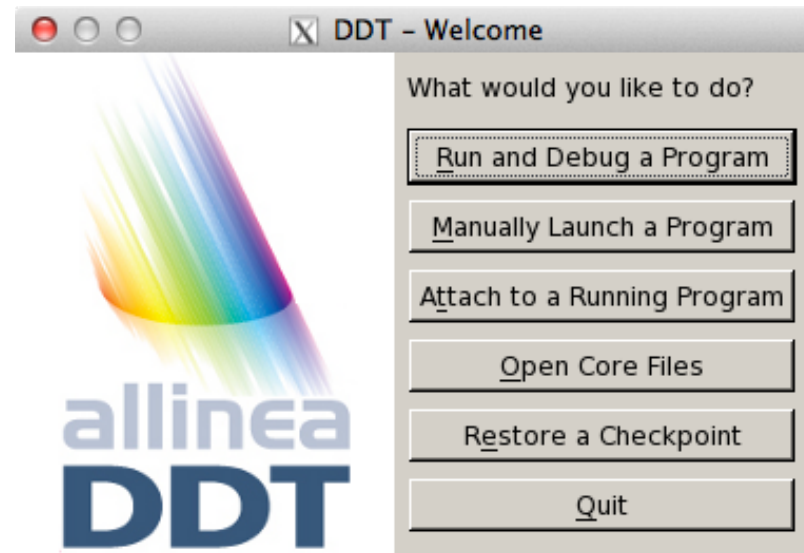 DDT – Welcome
What would you like to do?
Run and Debug a Program
Manually Launch a Program
Attach to a Running Program
Open Core Files
Restore a Checkpoint
Quit
allinea
DDT